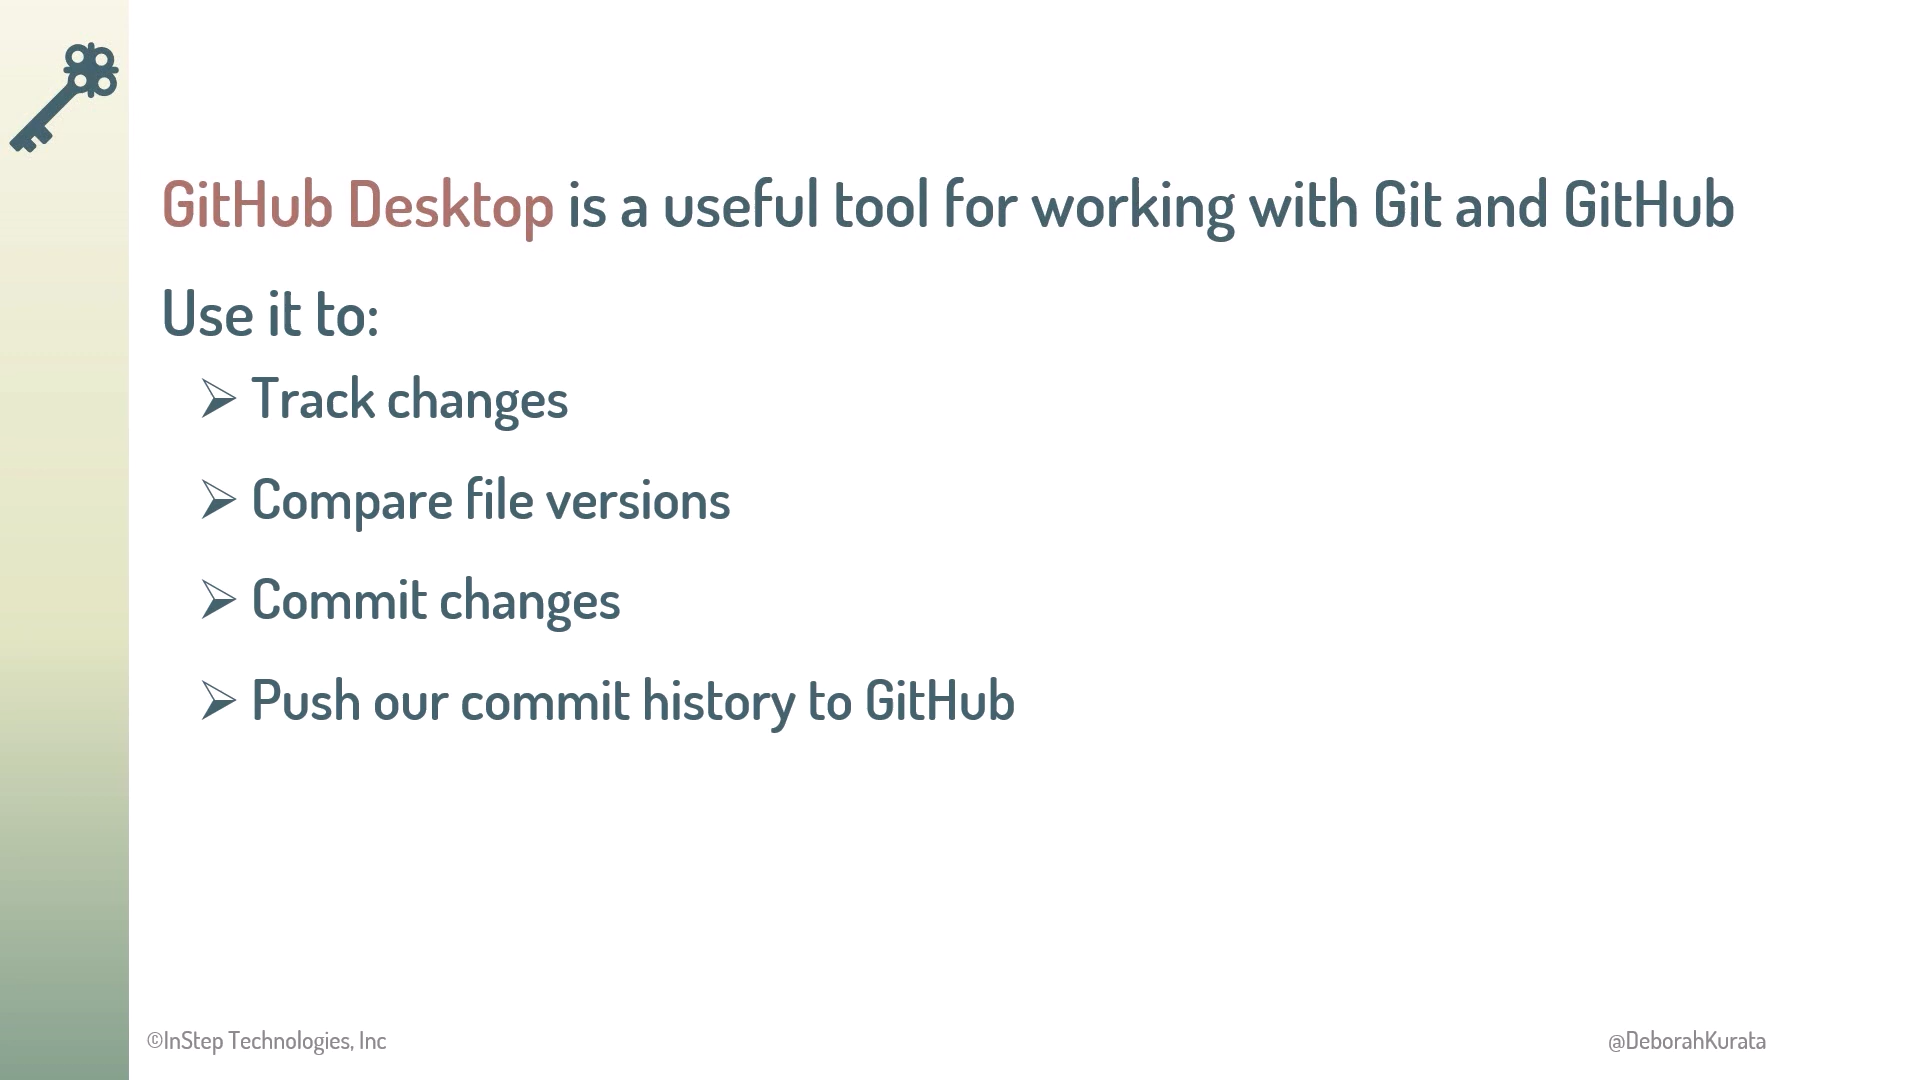 GitHub Desktop is a useful tool for working with Git and GitHub
Use it to:
➢ Track changes
➢ Compare file versions
➢ Commit changes
➢ Push our commit history to GitHub
©InStep Technologies, Inc
@DeborahKurata